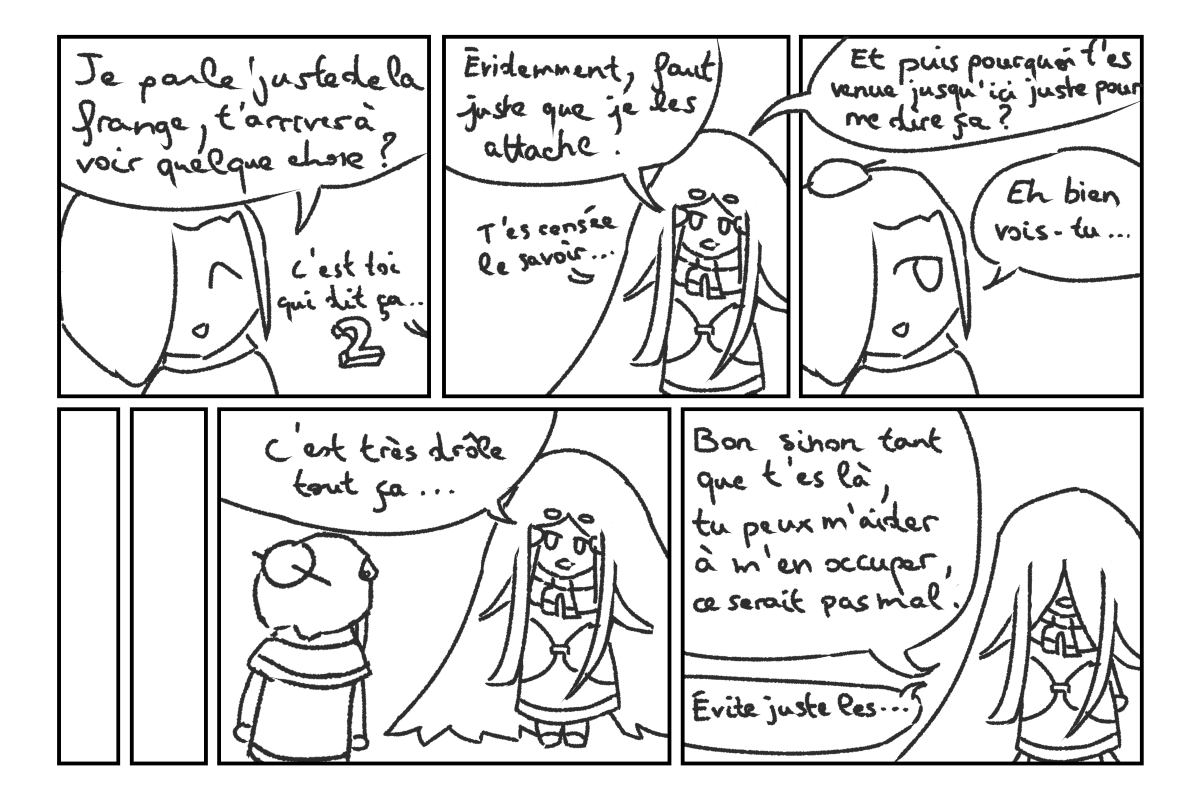 Je parle juste de la
frange, t'arrives à
voir quelque chose ?
C'est toi
qui dit ça...
2
Évidemment, faut
juste que je les
attache.
T'es censée
le savoir...
Et puis pourquoi t'es
venue jusqu'ici juste pour
me dire ça ?
Eh bien
vois-tu...
C'est très drôle
tout ça ...
Bon sinon tant
que t'es là,
tu peux m'aider
à m'en occuper,
ce serait pas mal.
Évite juste les...